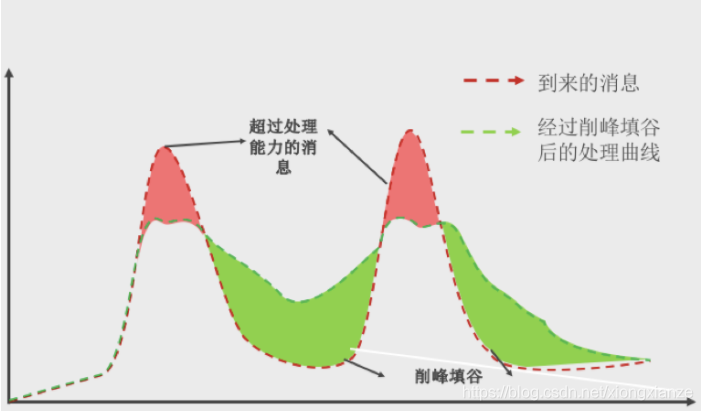 到来的消息
经过削峰填谷
后的处理曲线
超过处理
能力的消
息
削峰填谷
https://blog.csdn.net/xiongxianze